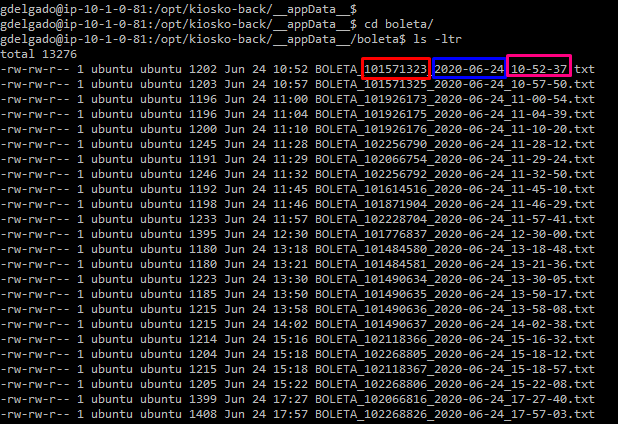 gdelgado@ip-10-1-0-81:/opt/kiosko-back/__appData__$
gdelgado@ip-10-1-0-81:/opt/kiosko-back/__appData__$ cd boleta/
gdelgado@ip-10-1-0-81:/opt/kiosko-back/__appData__/boleta$ ls -ltr
total 13276
-rw-rw-r-- 1 ubuntu ubuntu 1202 Jun 24 10:52 BOLETA_101571323_2020-06-24_10-52-37.txt
-rw-rw-r-- 1 ubuntu ubuntu 1203 Jun 24 10:57 BOLETA_101571325_2020-06-24_10-57-50.txt
-rw-rw-r-- 1 ubuntu ubuntu 1196 Jun 24 11:00 BOLETA_101926173_2020-06-24_11-00-54.txt
-rw-rw-r-- 1 ubuntu ubuntu 1196 Jun 24 11:04 BOLETA_101926175_2020-06-24_11-04-39.txt
-rw-rw-r-- 1 ubuntu ubuntu 1200 Jun 24 11:10 BOLETA_101926176_2020-06-24_11-10-20.txt
-rw-rw-r-- 1 ubuntu ubuntu 1245 Jun 24 11:28 BOLETA_102256790_2020-06-24_11-28-12.txt
-rw-rw-r-- 1 ubuntu ubuntu 1191 Jun 24 11:29 BOLETA_102066754_2020-06-24_11-29-24.txt
-rw-rw-r-- 1 ubuntu ubuntu 1246 Jun 24 11:32 BOLETA_102256792_2020-06-24_11-32-50.txt
-rw-rw-r-- 1 ubuntu ubuntu 1192 Jun 24 11:45 BOLETA_101614516_2020-06-24_11-45-10.txt
-rw-rw-r-- 1 ubuntu ubuntu 1198 Jun 24 11:46 BOLETA_101871904_2020-06-24_11-46-29.txt
-rw-rw-r-- 1 ubuntu ubuntu 1233 Jun 24 11:57 BOLETA_102228704_2020-06-24_11-57-41.txt
-rw-rw-r-- 1 ubuntu ubuntu 1395 Jun 24 12:30 BOLETA_101776837_2020-06-24_12-30-00.txt
-rw-rw-r-- 1 ubuntu ubuntu 1180 Jun 24 13:18 BOLETA_101484580_2020-06-24_13-18-48.txt
-rw-rw-r-- 1 ubuntu ubuntu 1180 Jun 24 13:21 BOLETA_101484581_2020-06-24_13-21-36.txt
-rw-rw-r-- 1 ubuntu ubuntu 1223 Jun 24 13:30 BOLETA_101490634_2020-06-24_13-30-05.txt
-rw-rw-r-- 1 ubuntu ubuntu 1185 Jun 24 13:50 BOLETA_101490635_2020-06-24_13-50-17.txt
-rw-rw-r-- 1 ubuntu ubuntu 1215 Jun 24 13:58 BOLETA_101490636_2020-06-24_13-58-08.txt
-rw-rw-r-- 1 ubuntu ubuntu 1215 Jun 24 14:02 BOLETA_101490637_2020-06-24_14-02-38.txt
-rw-rw-r-- 1 ubuntu ubuntu 1214 Jun 24 15:16 BOLETA_102118366_2020-06-24_15-16-32.txt
-rw-rw-r-- 1 ubuntu ubuntu 1204 Jun 24 15:18 BOLETA_102268805_2020-06-24_15-18-12.txt
-rw-rw-r-- 1 ubuntu ubuntu 1215 Jun 24 15:18 BOLETA_102118367_2020-06-24_15-18-57.txt
-rw-rw-r-- 1 ubuntu ubuntu 1205 Jun 24 15:22 BOLETA_102268806_2020-06-24_15-22-08.txt
-rw-rw-r-- 1 ubuntu ubuntu 1399 Jun 24 17:27 BOLETA_102066816_2020-06-24_17-27-40.txt
-rw-rw-r-- 1 ubuntu ubuntu 1408 Jun 24 17:57 BOLETA_102268826_2020-06-24_17-57-03.txt